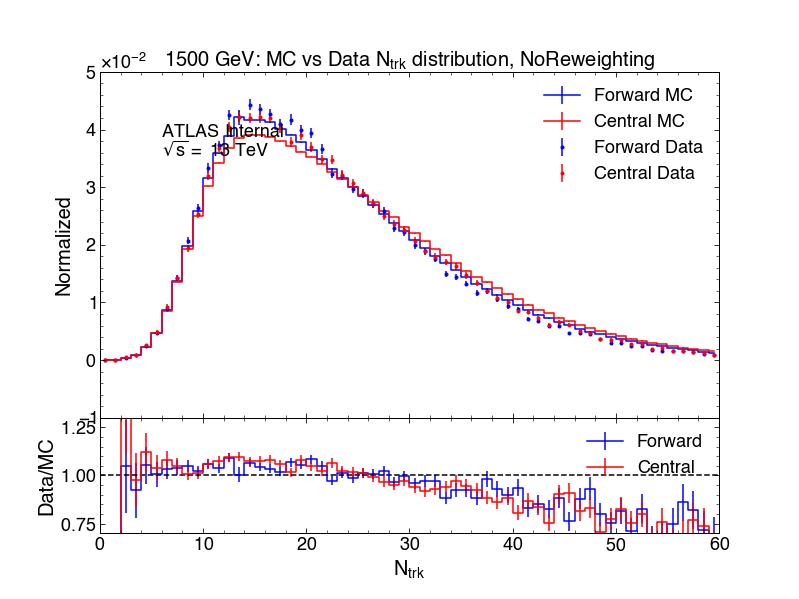 ×10⁻² 1500 GeV: MC vs Data Nₜᵣₖ distribution, NoReweighting
5
4
3
2
1
0
−1
Normalized
ATLAS Internal
√s = 13 TeV
Forward MC
Central MC
Forward Data
Central Data
1.25
1.00
0.75
Data/MC
Forward
Central
0 10 20 30 40 50 60
Nₜᵣₖ